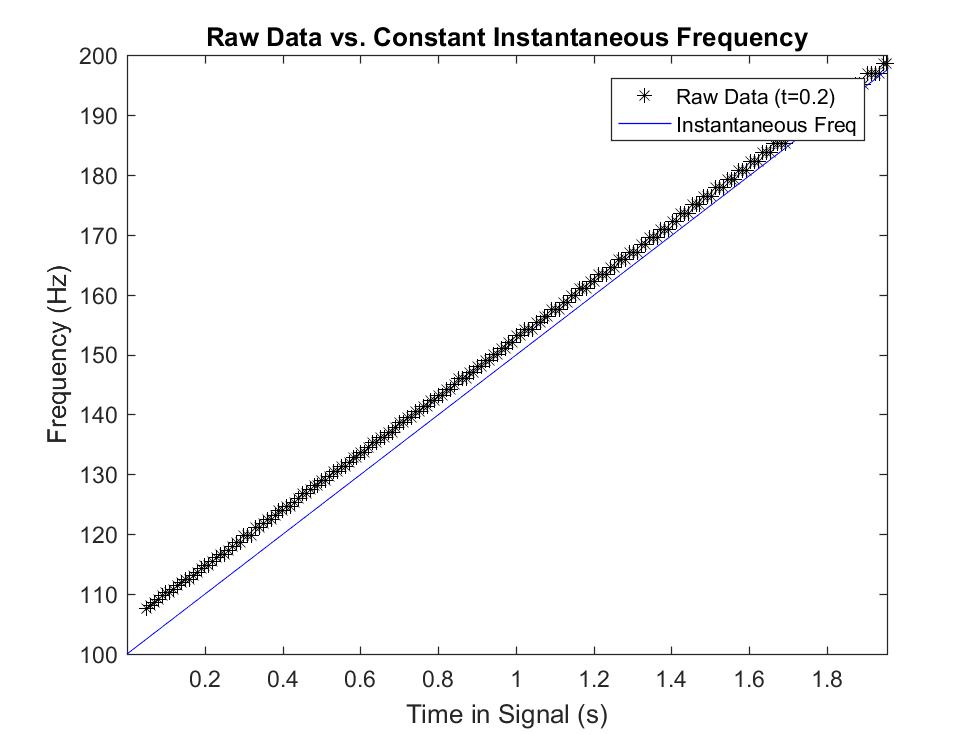 Raw Data vs. Constant Instantaneous Frequency
200
190
180
170
160
150
140
130
120
110
100
Frequency (Hz)
Raw Data (t=0.2)
Instantaneous Freq
0.2 0.4 0.6 0.8 1 1.2 1.4 1.6 1.8
Time in Signal (s)